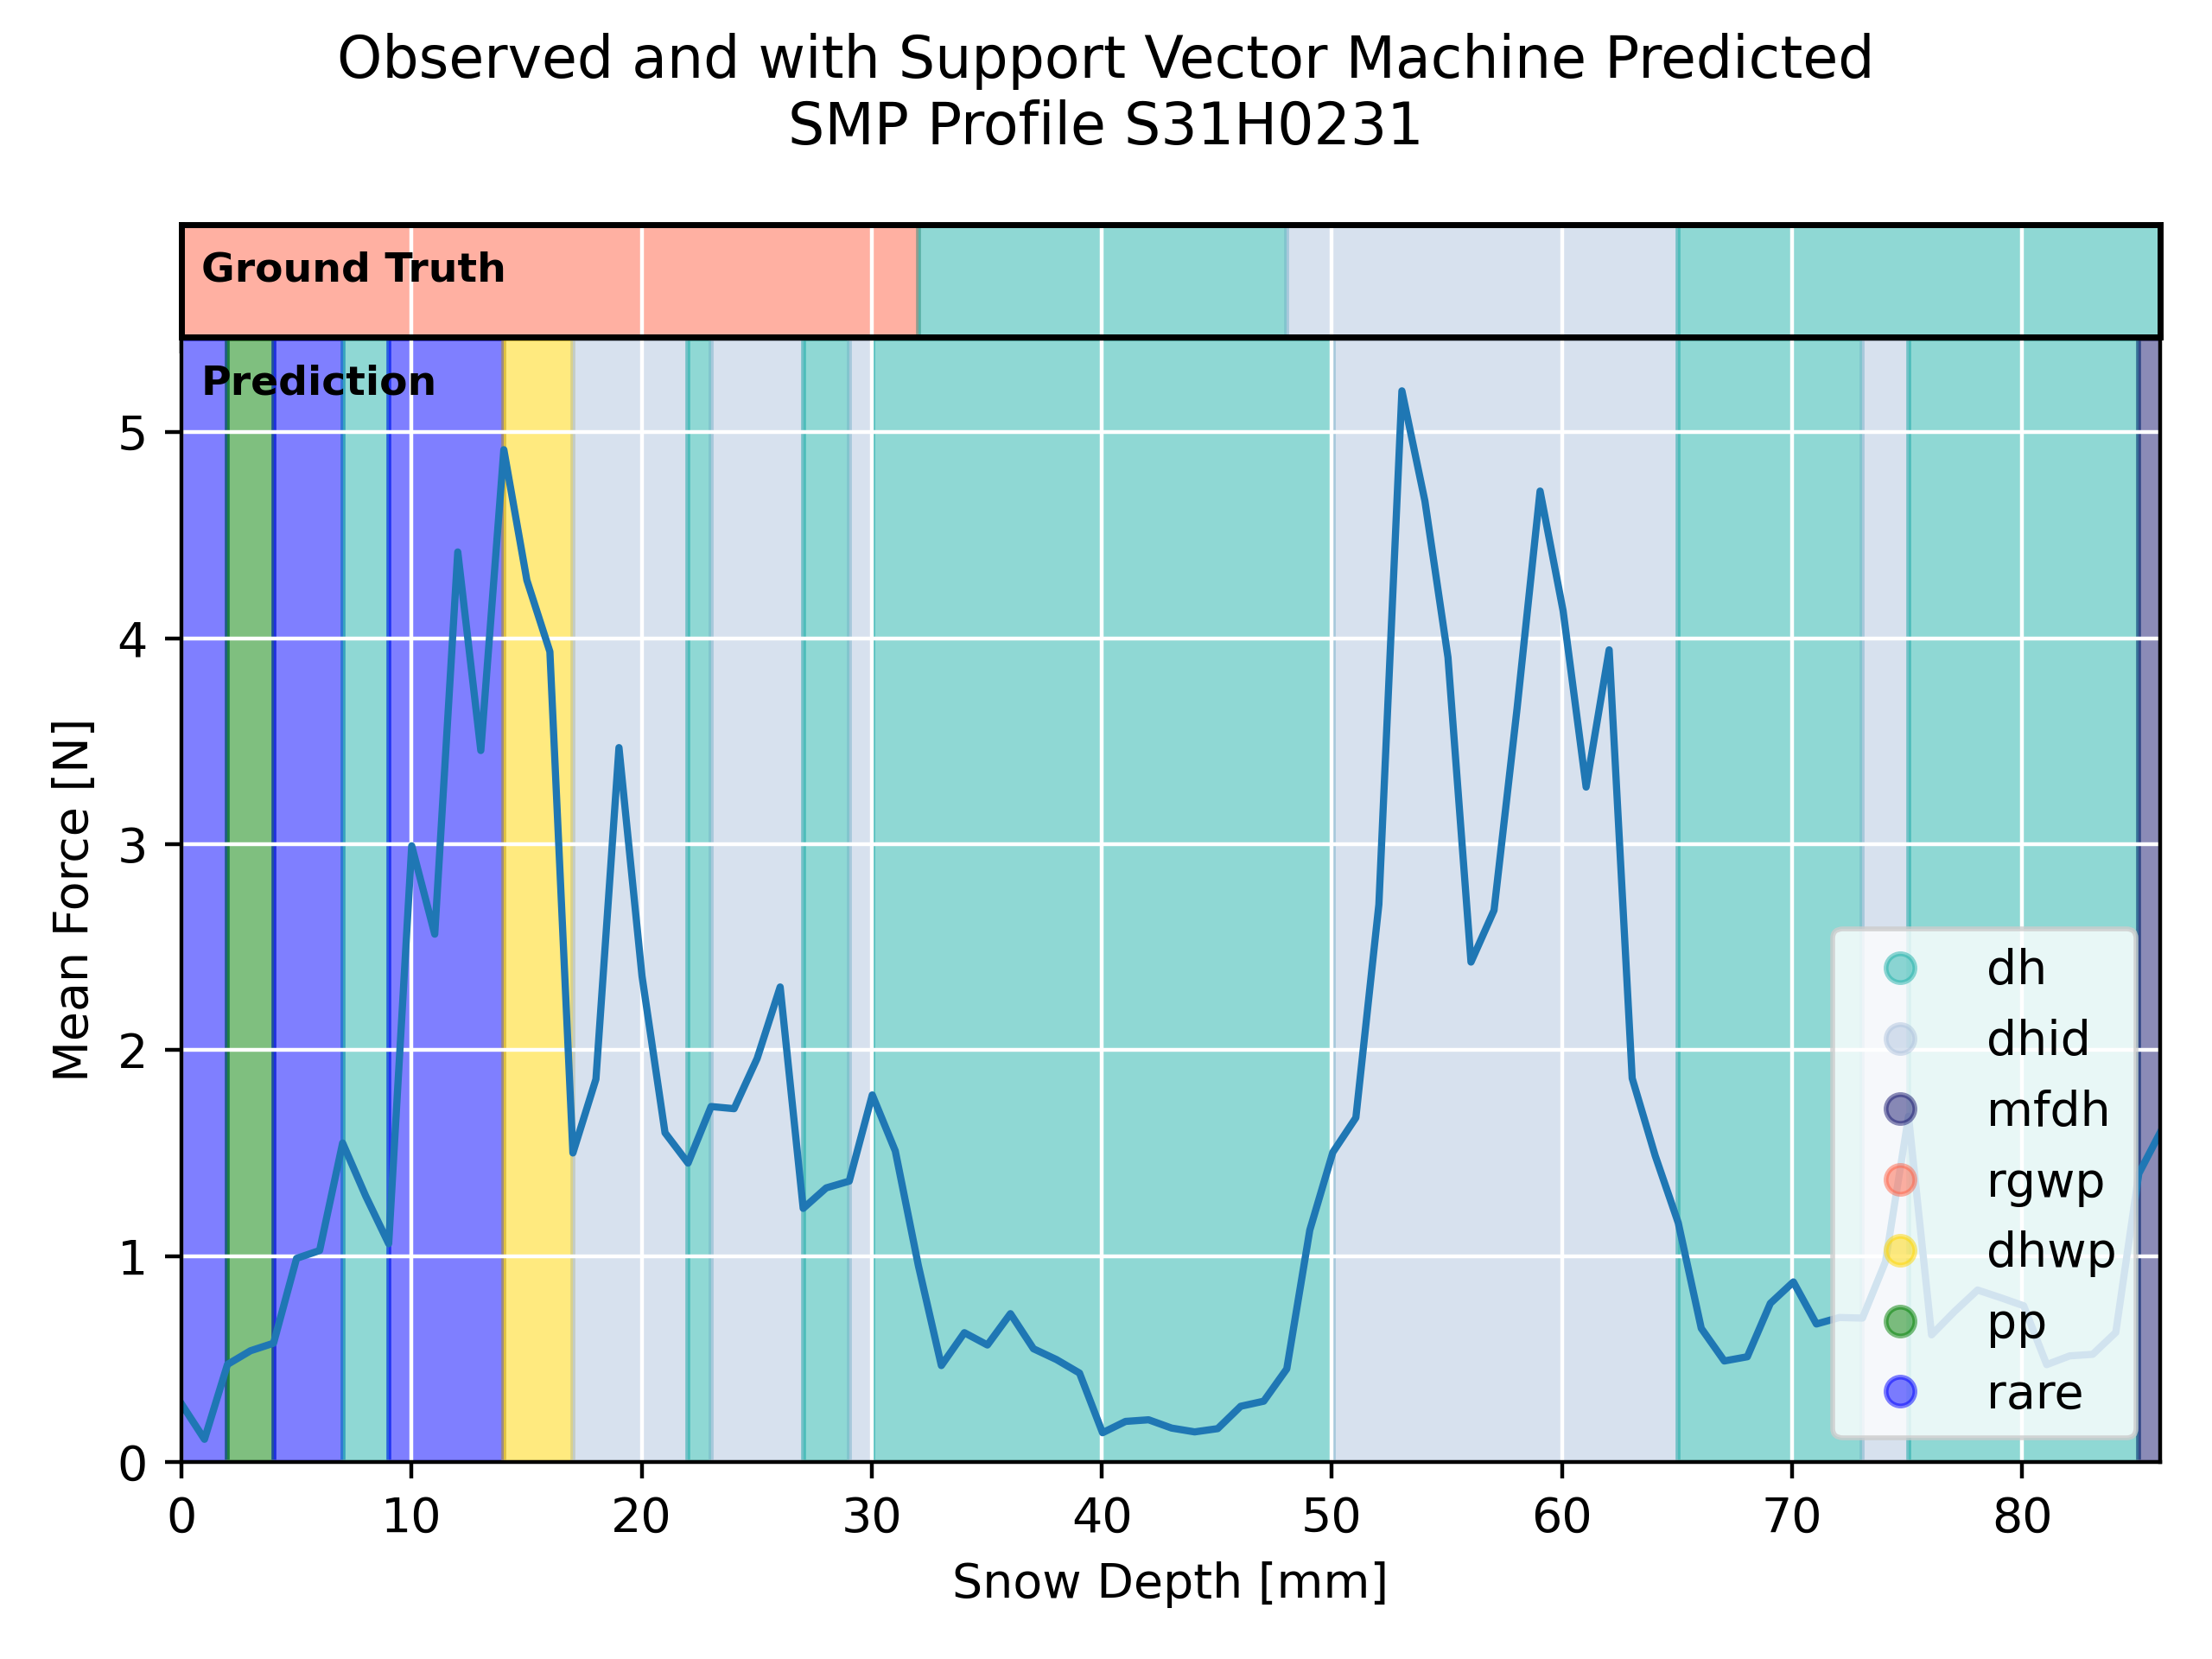 Observed and with Support Vector Machine Predicted
SMP Profile S31H0231
Ground Truth
Prediction
5
4
3
2
1
0
Mean Force [N]
0 10 20 30 40 50 60 70 80
Snow Depth [mm]
dh
dhid
mfdh
rgwp
dhwp
pp
rare